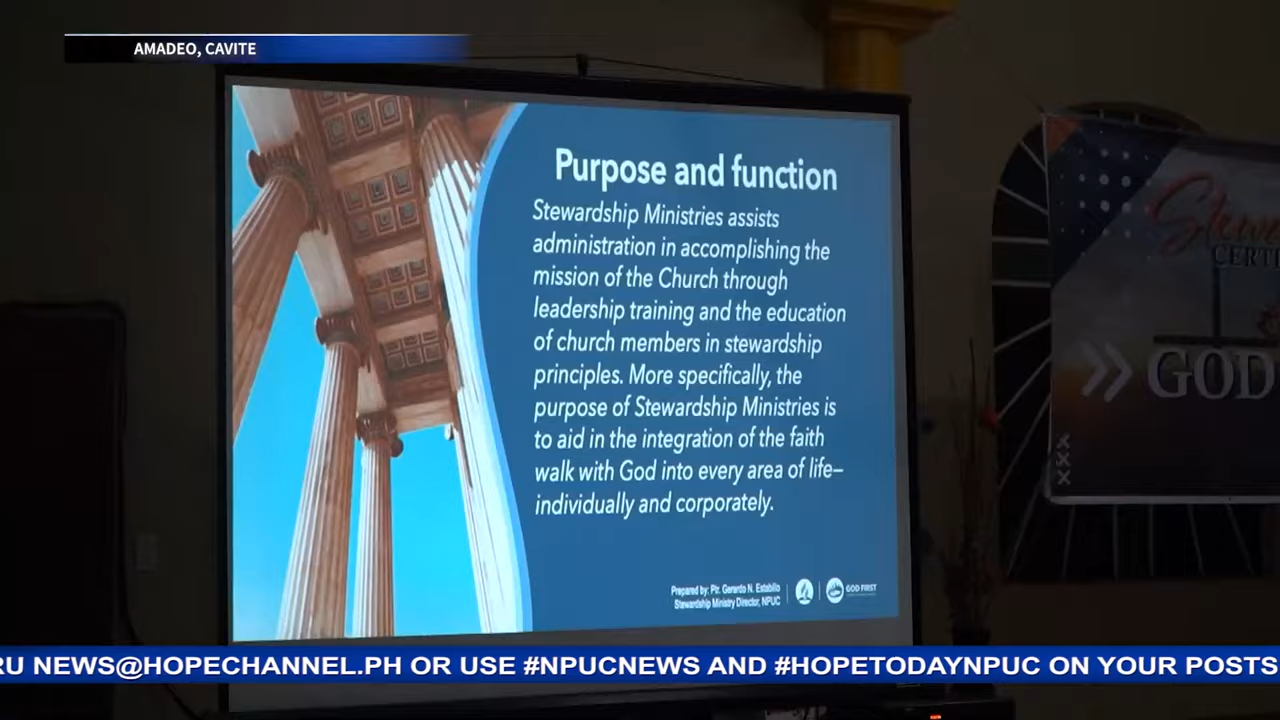 AMADEO, CAVITE
Purpose and function
Stewardship Ministries assists
administration in accomplishing the
mission of the Church through
leadership training and the education
of church members in stewardship
principles. More specifically, the
purpose of Stewardship Ministries is
to aid in the integration of the faith
walk with God into every area of life–
individually and corporately.
Prepared by: Ptr. Gerardo N. Estabilo
Stewardship Ministry Director, NPUC
GOD FIRST
Stew
CERTI
GOD
RU NEWS@HOPECHANNEL.PH OR USE #NPUCNEWS AND #HOPETODAYNPUC ON YOUR POSTS